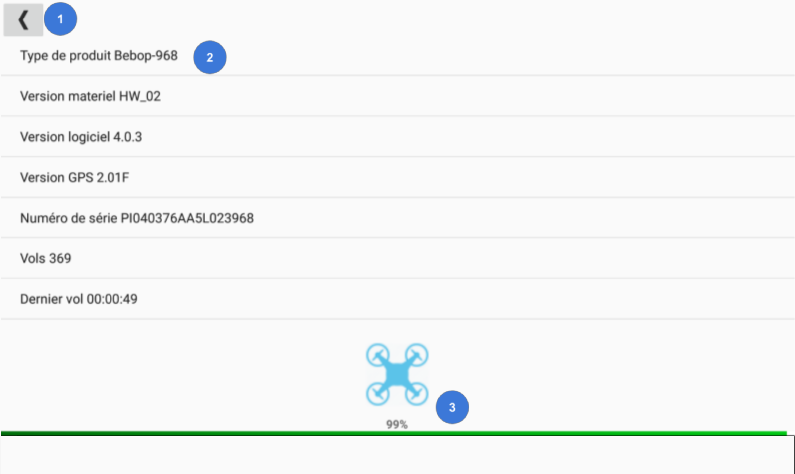 1
Type de produit Bebop-968
2
Version materiel HW_02
Version logiciel 4.0.3
Version GPS 2.01F
Numéro de série PI040376AA5L023968
Vols 369
Dernier vol 00:00:49
3
99%